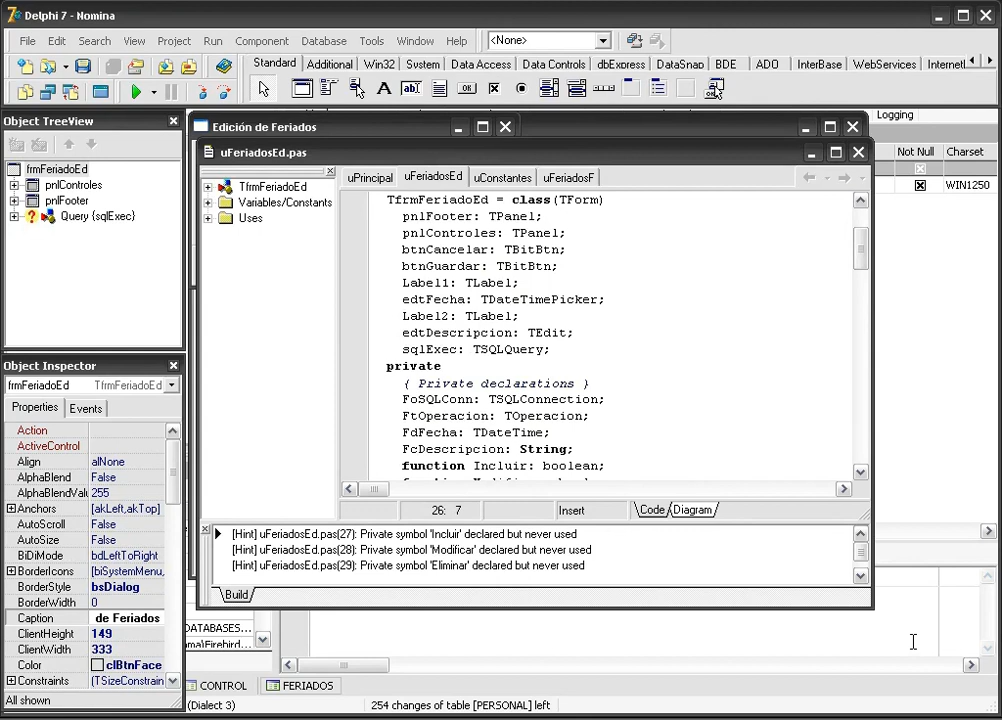 Delphi 7 - Nomina
File Edit Search View Project Run Component Database Tools Window Help <None>
Standard Additional Win32 System Data Access Data Controls dbExpress DataSnap BDE ADO InterBase WebServices Internet
Object TreeView
frmFeriadoEd
pnlControles
pnlFooter
Query {sqlExec}
Object Inspector
frmFeriadoEd TfrmFeriadoEd
Properties Events
Action
ActiveControl
Align alNone
AlphaBlend False
AlphaBlendValu 255
Anchors [akLeft,akTop]
AutoScroll False
AutoSize False
BiDiMode bdLeftToRight
BorderIcons [biSystemMenu,
BorderStyle bsDialog
BorderWidth 0
Caption de Feriados
ClientHeight 149
ClientWidth 333
Color clBtnFace
Constraints (TSizeConstrain
All shown
Edición de Feriados
uFeriadosEd.pas
TfrmFeriadoEd
Variables/Constants
Uses
uPrincipal uFeriadosEd uConstantes uFeriadosF
TfrmFeriadoEd = class(TForm)
pnlFooter: TPanel;
pnlControles: TPanel;
btnCancelar: TBitBtn;
btnGuardar: TBitBtn;
Label1: TLabel;
edtFecha: TDateTimePicker;
Label2: TLabel;
edtDescripcion: TEdit;
sqlExec: TSQLQuery;
private
{ Private declarations }
FoSQLConn: TSQLConnection;
FtOperacion: TOperacion;
FdFecha: TDateTime;
FcDescripcion: String;
function Incluir: boolean;
26: 7 Insert Code Diagram
[Hint] uFeriadosEd.pas(27): Private symbol 'Incluir' declared but never used
[Hint] uFeriadosEd.pas(28): Private symbol 'Modificar' declared but never used
[Hint] uFeriadosEd.pas(29): Private symbol 'Eliminar' declared but never used
Build
Logging
Not Null Charset
WIN1250
DATABASES...
ma\Firebird...
CONTROL FERIADOS
(Dialect 3) 254 changes of table [PERSONAL] left